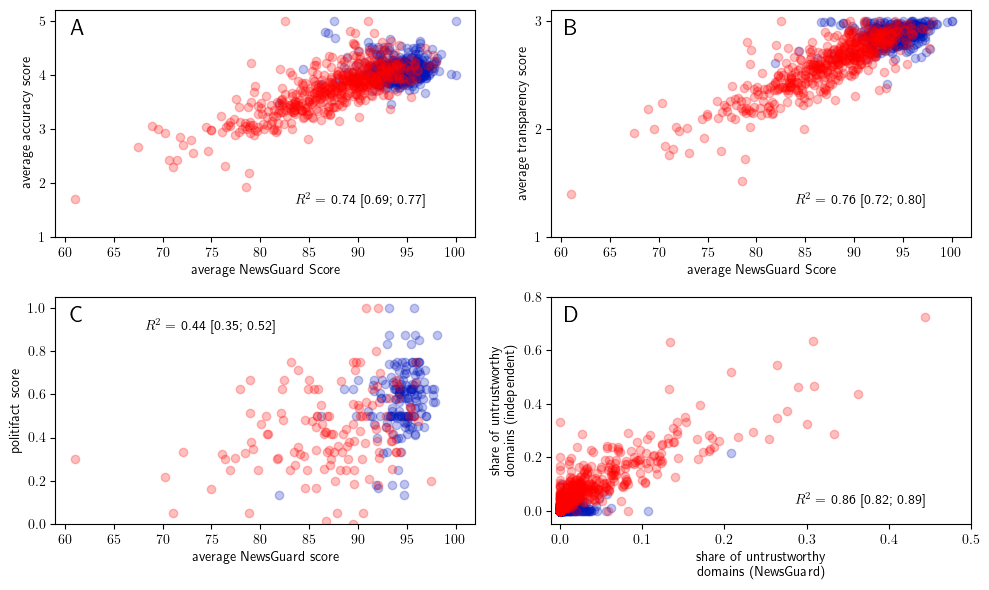 A
average accuracy score
5
4
3
2
1
R² = 0.74 [0.69; 0.77]
60 65 70 75 80 85 90 95 100
average NewsGuard Score
B
average transparency score
3
2
1
R² = 0.76 [0.72; 0.80]
60 65 70 75 80 85 90 95 100
average NewsGuard Score
C
politifact score
1.0
0.8
0.6
0.4
0.2
0.0
R² = 0.44 [0.35; 0.52]
60 65 70 75 80 85 90 95 100
average NewsGuard score
D
share of untrustworthy
domains (independent)
0.8
0.6
0.4
0.2
0.0
R² = 0.86 [0.82; 0.89]
0.0 0.1 0.2 0.3 0.4 0.5
share of untrustworthy
domains (NewsGuard)